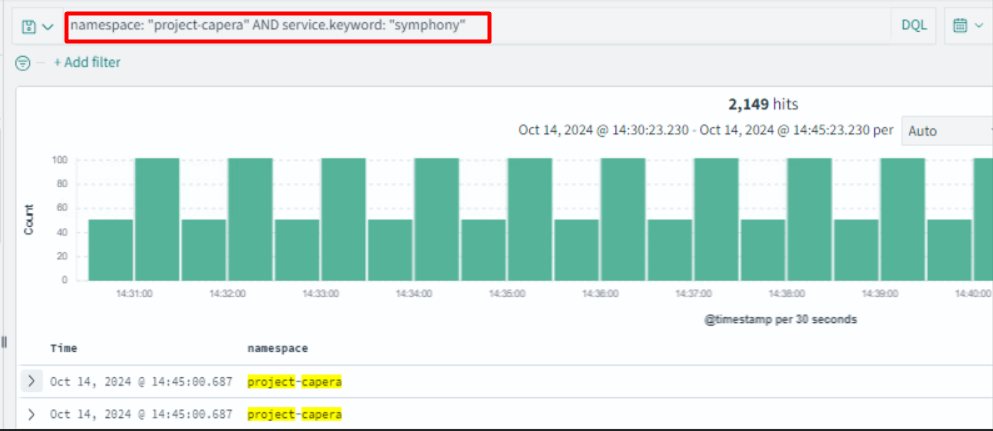 namespace: "project-capera" AND service.keyword: "symphony"
DQL
+ Add filter
2,149 hits
Oct 14, 2024 @ 14:30:23.230 - Oct 14, 2024 @ 14:45:23.230 per Auto
100
80
60
40
20
0
Count
14:31:00 14:32:00 14:33:00 14:34:00 14:35:00 14:36:00 14:37:00 14:38:00 14:39:00 14:40:00
@timestamp per 30 seconds
Time namespace
Oct 14, 2024 @ 14:45:00.687 project-capera
Oct 14, 2024 @ 14:45:00.687 project-capera